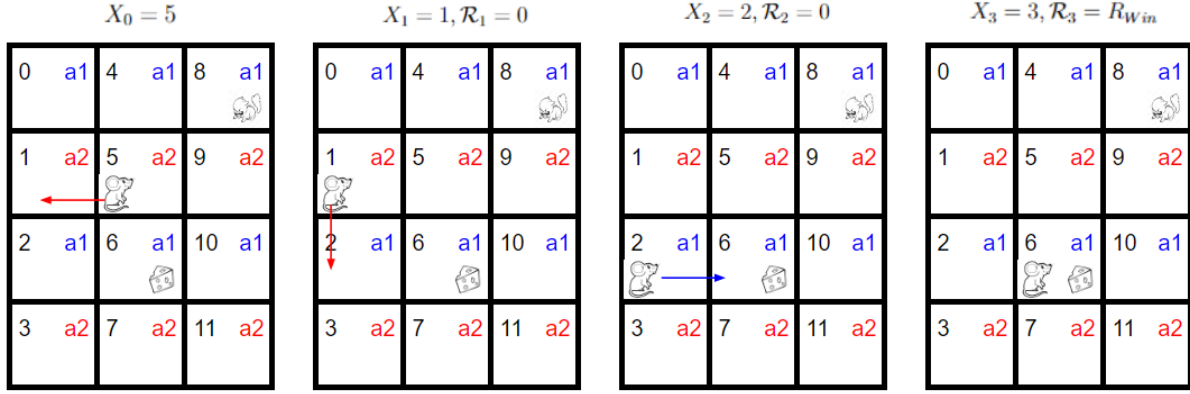 X_0 = 5
X_1 = 1, R_1 = 0
X_2 = 2, R_2 = 0
X_3 = 3, R_3 = R_{Win}
0 a1 4 a1 8 a1
1 a2 5 a2 9 a2
2 a1 6 a1 10 a1
3 a2 7 a2 11 a2
0 a1 4 a1 8 a1
1 a2 5 a2 9 a2
2 a1 6 a1 10 a1
3 a2 7 a2 11 a2
0 a1 4 a1 8 a1
1 a2 5 a2 9 a2
2 a1 6 a1 10 a1
3 a2 7 a2 11 a2
0 a1 4 a1 8 a1
1 a2 5 a2 9 a2
2 a1 6 a1 10 a1
3 a2 7 a2 11 a2